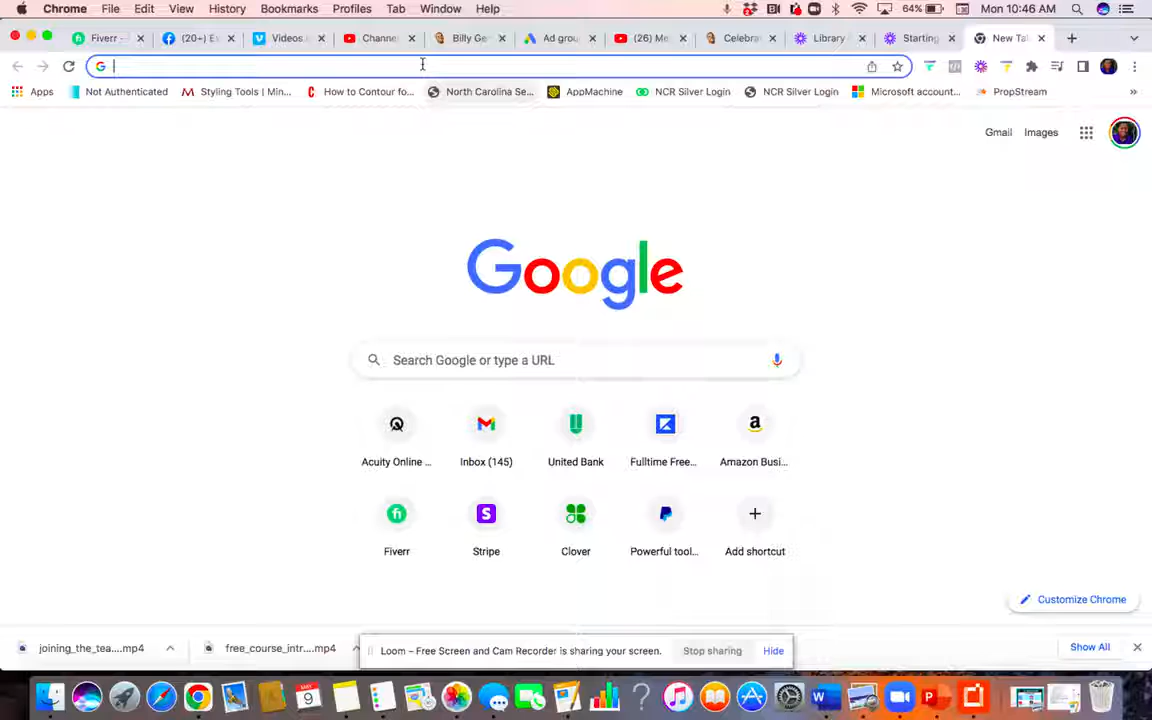 Chrome File Edit View History Bookmarks Profiles Tab Window Help 64% Mon 10:46 AM
Fiverr - (20+) E Videos Channe Billy Ge Ad grou (26) Me Celebra Library Starting New Ta
Apps Not Authenticated Styling Tools | Min... How to Contour fo... North Carolina Se... AppMachine NCR Silver Login NCR Silver Login Microsoft account... PropStream »
Gmail Images
Google
Search Google or type a URL
Acuity Online ... Inbox (145) United Bank Fulltime Free... Amazon Busi...
Fiverr Stripe Clover Powerful tool... Add shortcut
Customize Chrome
joining_the_tea....mp4 free_course_intr....mp4 Loom – Free Screen and Cam Recorder is sharing your screen. Stop sharing Hide Show All
9